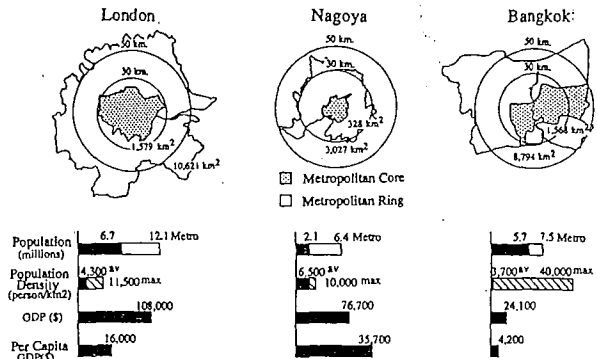 London
50 km.
30 km.
1,579 km2
10,621 km2
Nagoya
50 km.
30 km.
328 km2
3,027 km2
Bangkok
50 km.
30 km.
1,568 km2
8,794 km2
Metropolitan Core
Metropolitan Ring
Population (millions)
6.7 12.1 Metro
2.1 6.4 Metro
5.7 7.5 Metro
Population Density (person/km2)
4,300 av 11,500 max
6,500 av 10,000 max
3,700 av 40,000 max
GDP ($)
108,000
76,700
24,100
Per Capita GDP($)
16,000
35,700
4,200